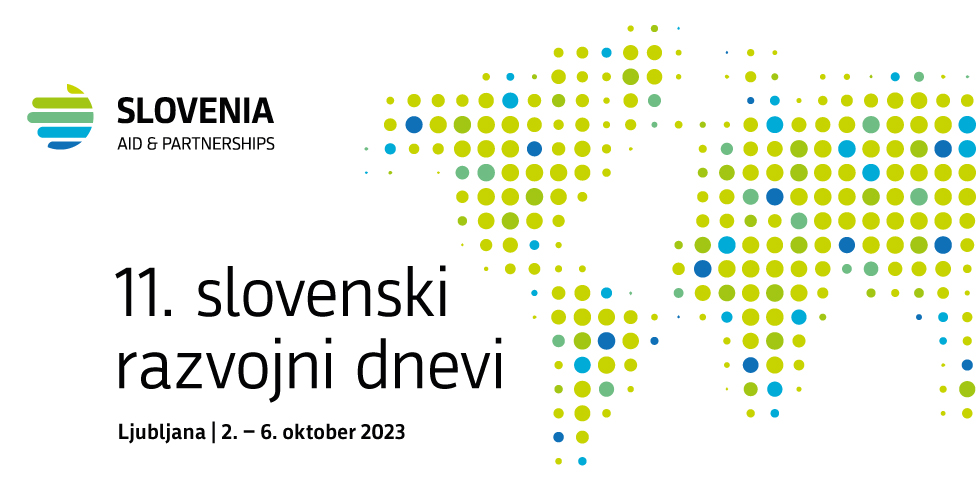 SLOVENIA
AID & PARTNERSHIPS
11. slovenski
razvojni dnevi
Ljubljana | 2. – 6. oktober 2023